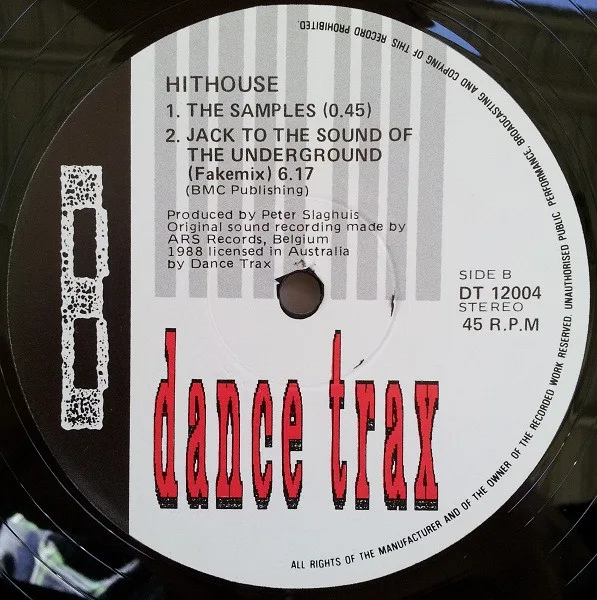 HITHOUSE
1. THE SAMPLES (0.45)
2. JACK TO THE SOUND OF
THE UNDERGROUND
(Fakemix) 6.17
(BMC Publishing)
Produced by Peter Slaghuis
Original sound recording made by
ARS Records, Belgium
1988 licensed in Australia
by Dance Trax
SIDE B
DT 12004
STEREO
45 R.P.M
dance trax
ALL RIGHTS OF THE MANUFACTURER AND OF THE OWNER OF THE RECORDED WORK RESERVED. UNAUTHORISED PUBLIC PERFORMANCE, BROADCASTING AND COPYING OF THIS RECORD PROHIBITED.